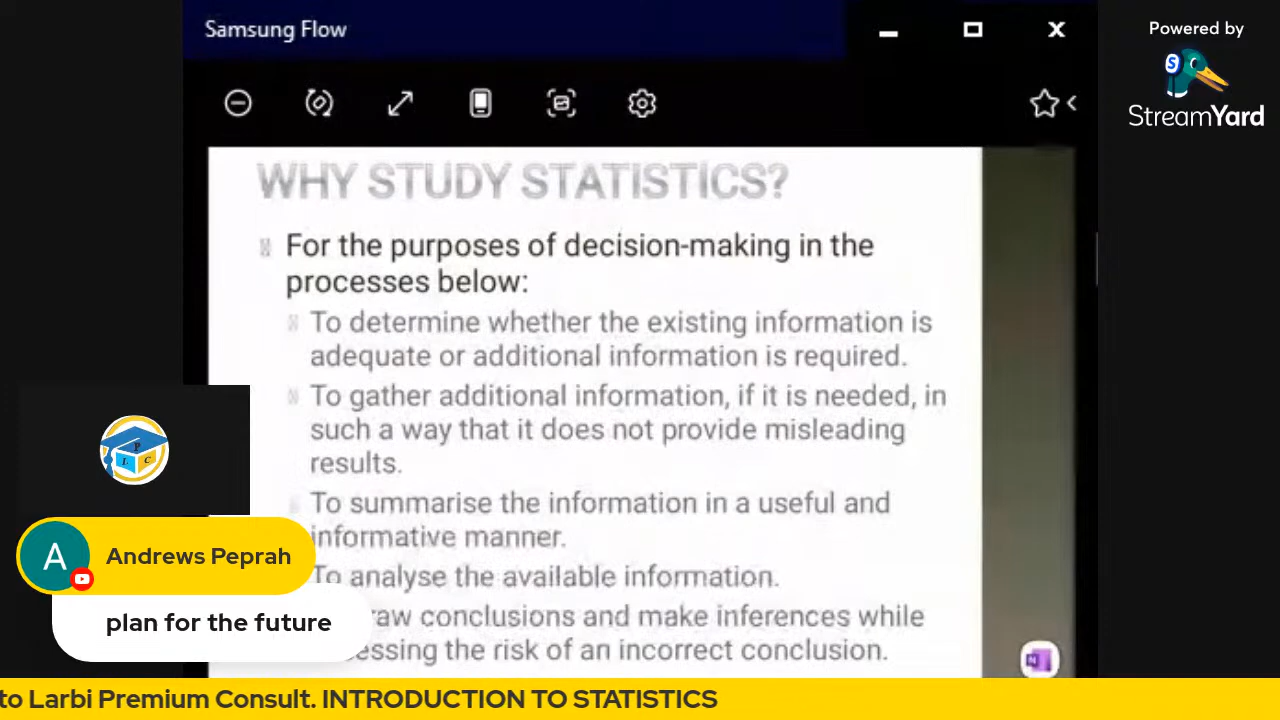 Samsung Flow
Powered by
StreamYard
WHY STUDY STATISTICS?
For the purposes of decision-making in the
processes below:
To determine whether the existing information is
adequate or additional information is required.
To gather additional information, if it is needed, in
such a way that it does not provide misleading
results.
To summarise the information in a useful and
informative manner.
To analyse the available information.
raw conclusions and make inferences while
essing the risk of an incorrect conclusion.
P
L C
A
Andrews Peprah
plan for the future
N
to Larbi Premium Consult. INTRODUCTION TO STATISTICS